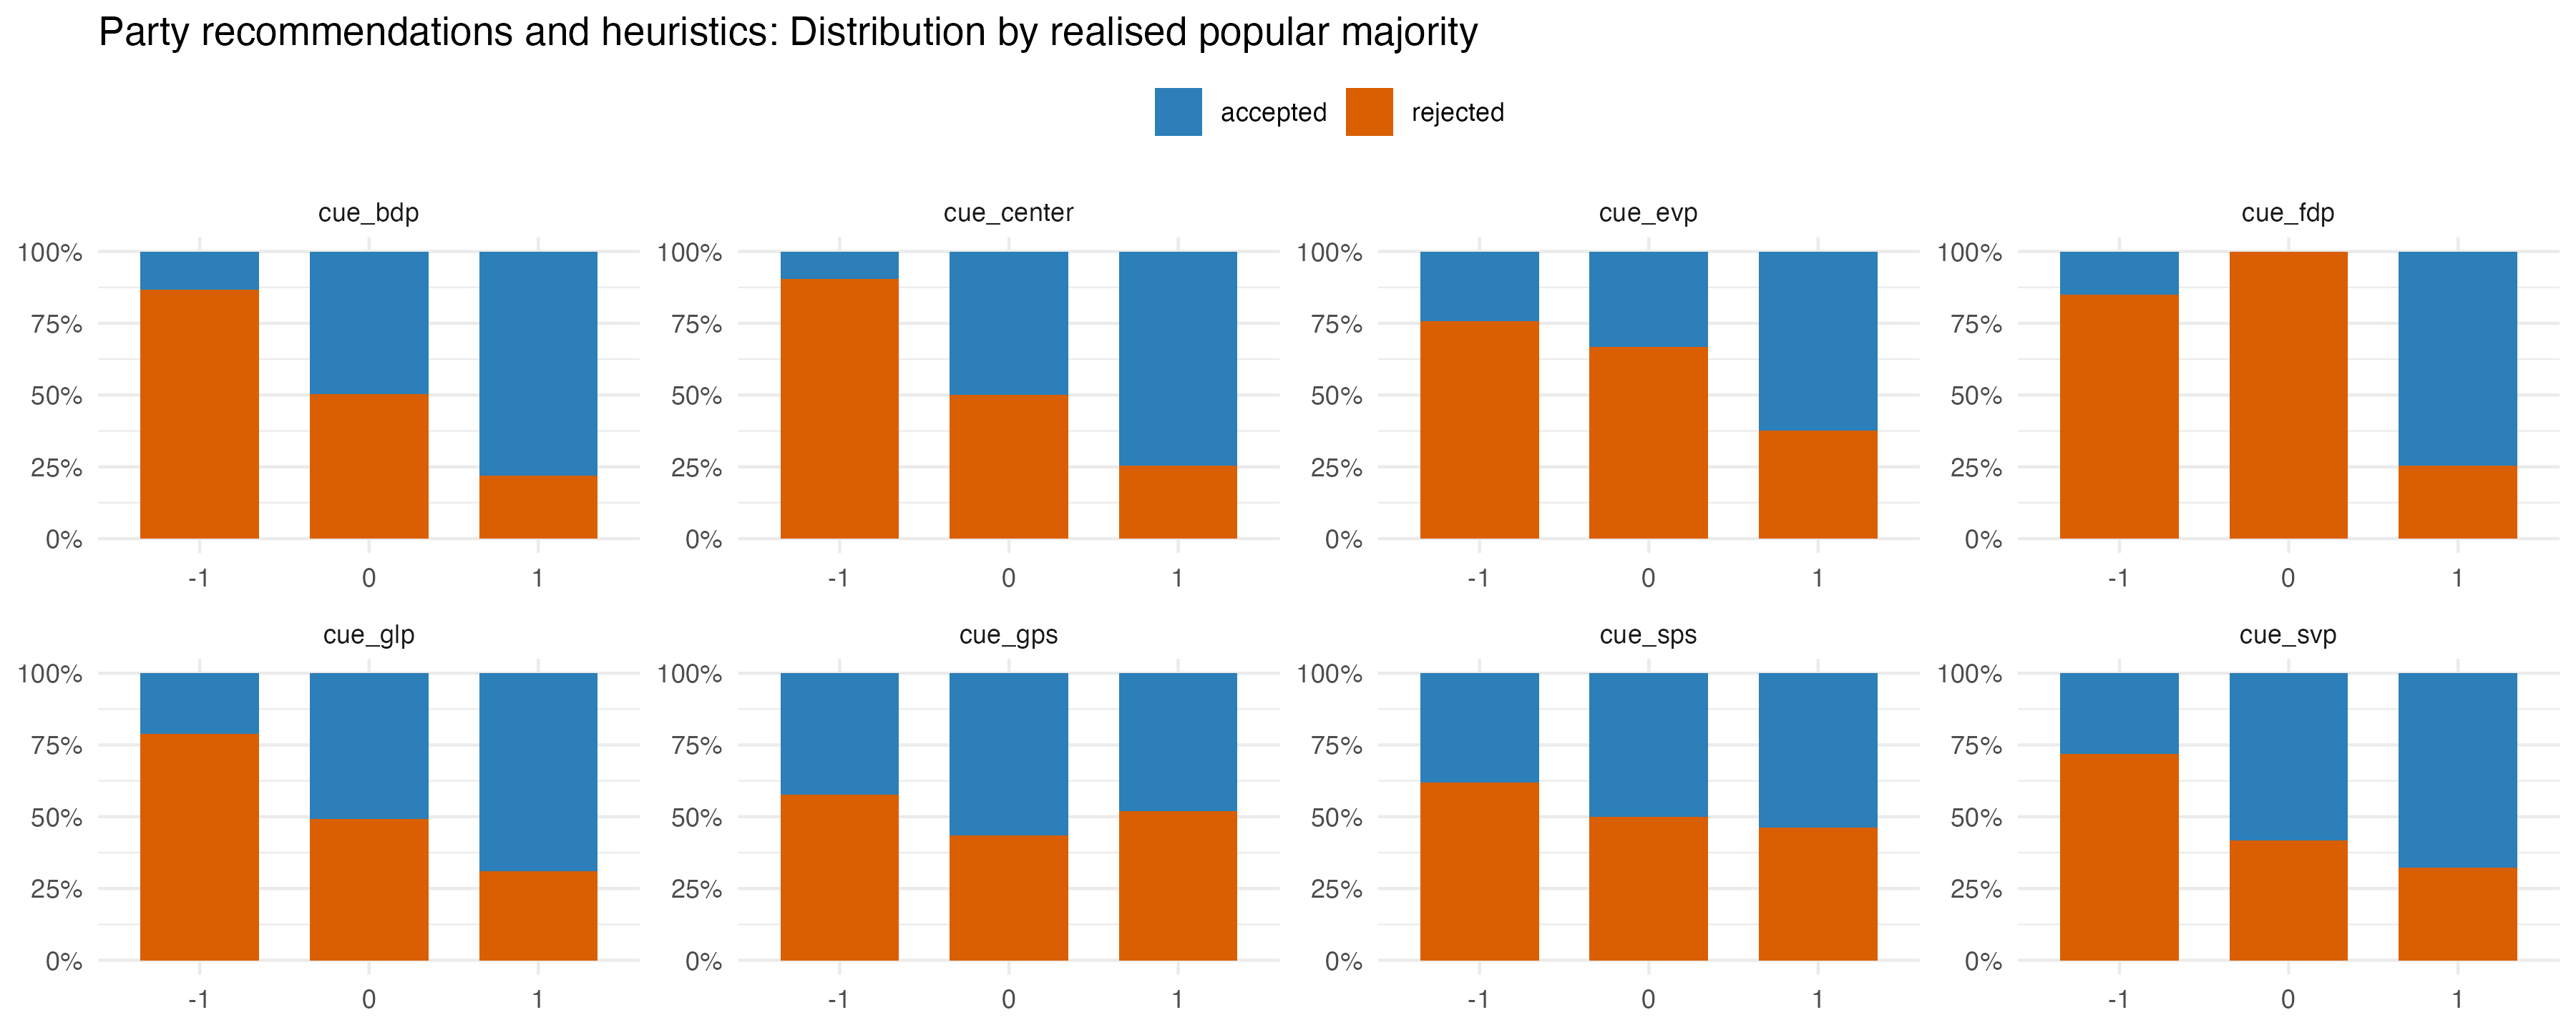 Party recommendations and heuristics: Distribution by realised popular majority
accepted rejected
cue_bdp cue_center cue_evp cue_fdp
100% 100% 100% 100%
75% 75% 75% 75%
50% 50% 50% 50%
25% 25% 25% 25%
0% 0% 0% 0%
-1 0 1 -1 0 1 -1 0 1 -1 0 1
cue_glp cue_gps cue_sps cue_svp
100% 100% 100% 100%
75% 75% 75% 75%
50% 50% 50% 50%
25% 25% 25% 25%
0% 0% 0% 0%
-1 0 1 -1 0 1 -1 0 1 -1 0 1